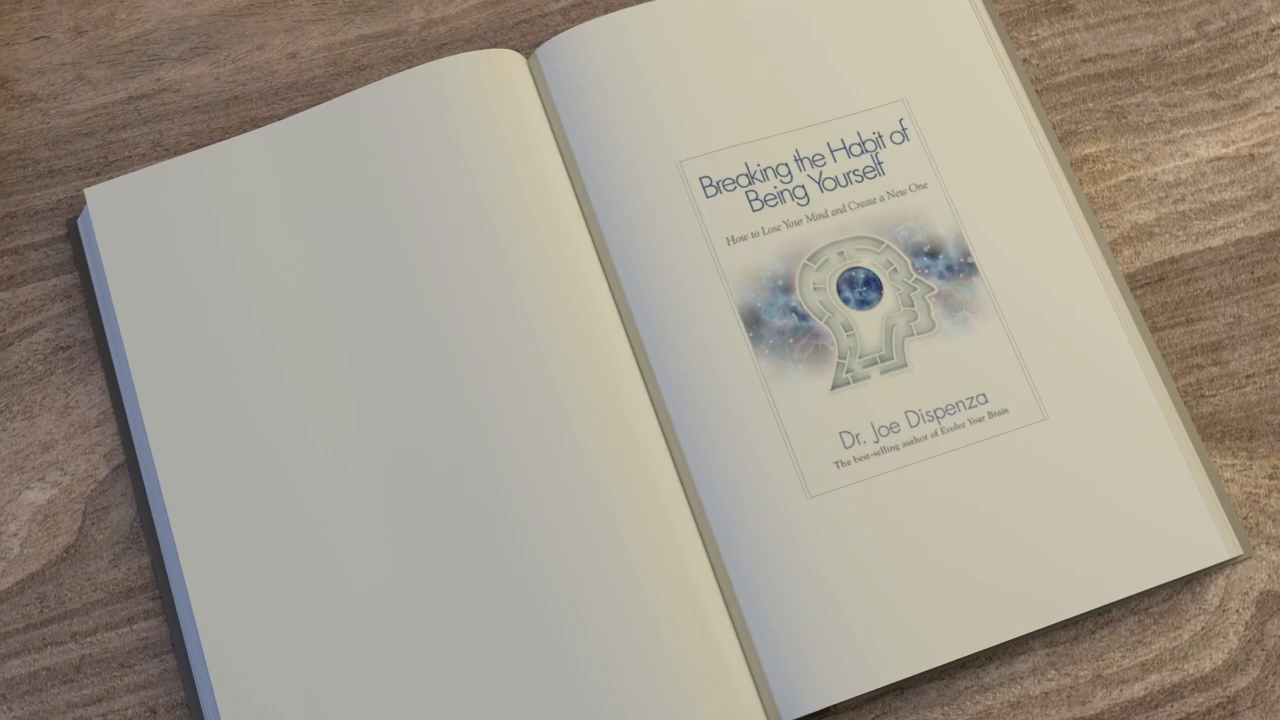 Breaking the Habit of
Being Yourself
How to Lose Your Mind and Create a New One
Dr. Joe Dispenza
The best-selling author of Evolve Your Brain